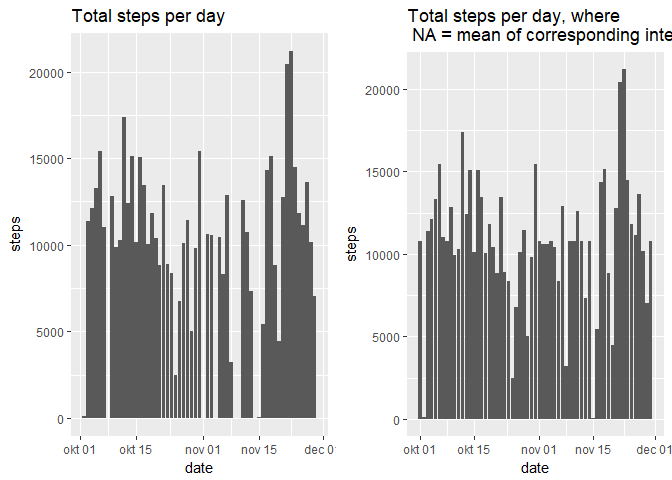 Total steps per day
steps
20000
15000
10000
5000
0
okt 01 okt 15 nov 01 nov 15 dec 0
date
Total steps per day, where
NA = mean of corresponding inte
steps
20000
15000
10000
5000
0
okt 01 okt 15 nov 01 nov 15 dec 01
date